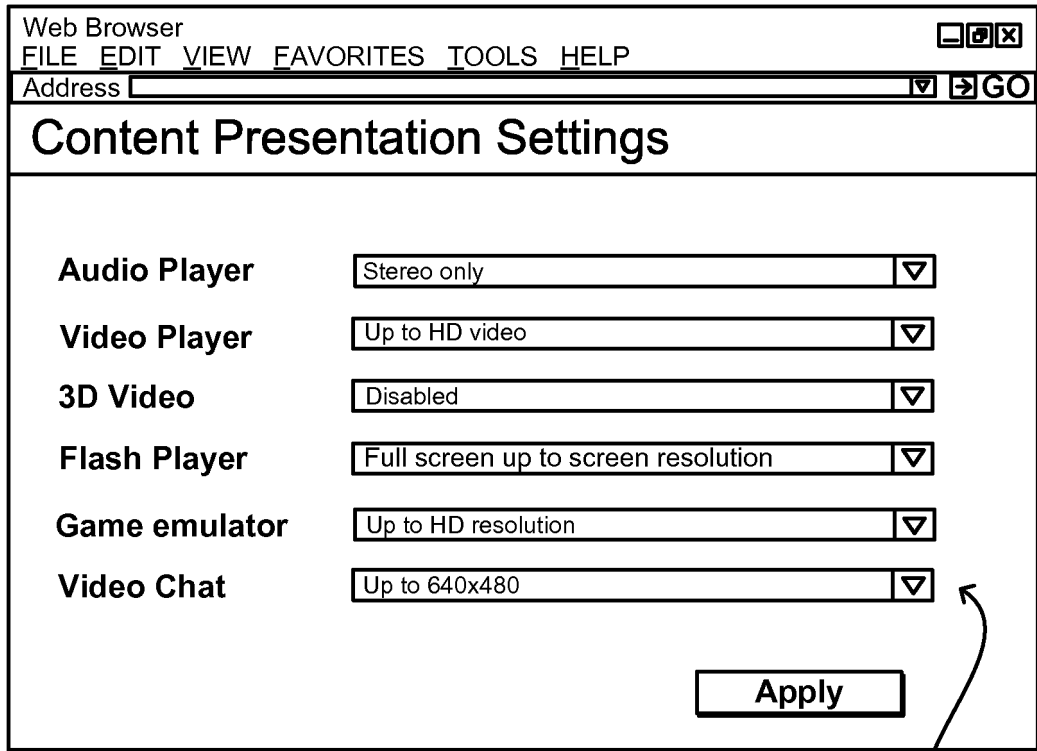 Web Browser
FILE EDIT VIEW FAVORITES TOOLS HELP
Address GO
Content Presentation Settings
Audio Player Stereo only
Video Player Up to HD video
3D Video Disabled
Flash Player Full screen up to screen resolution
Game emulator Up to HD resolution
Video Chat Up to 640x480
Apply